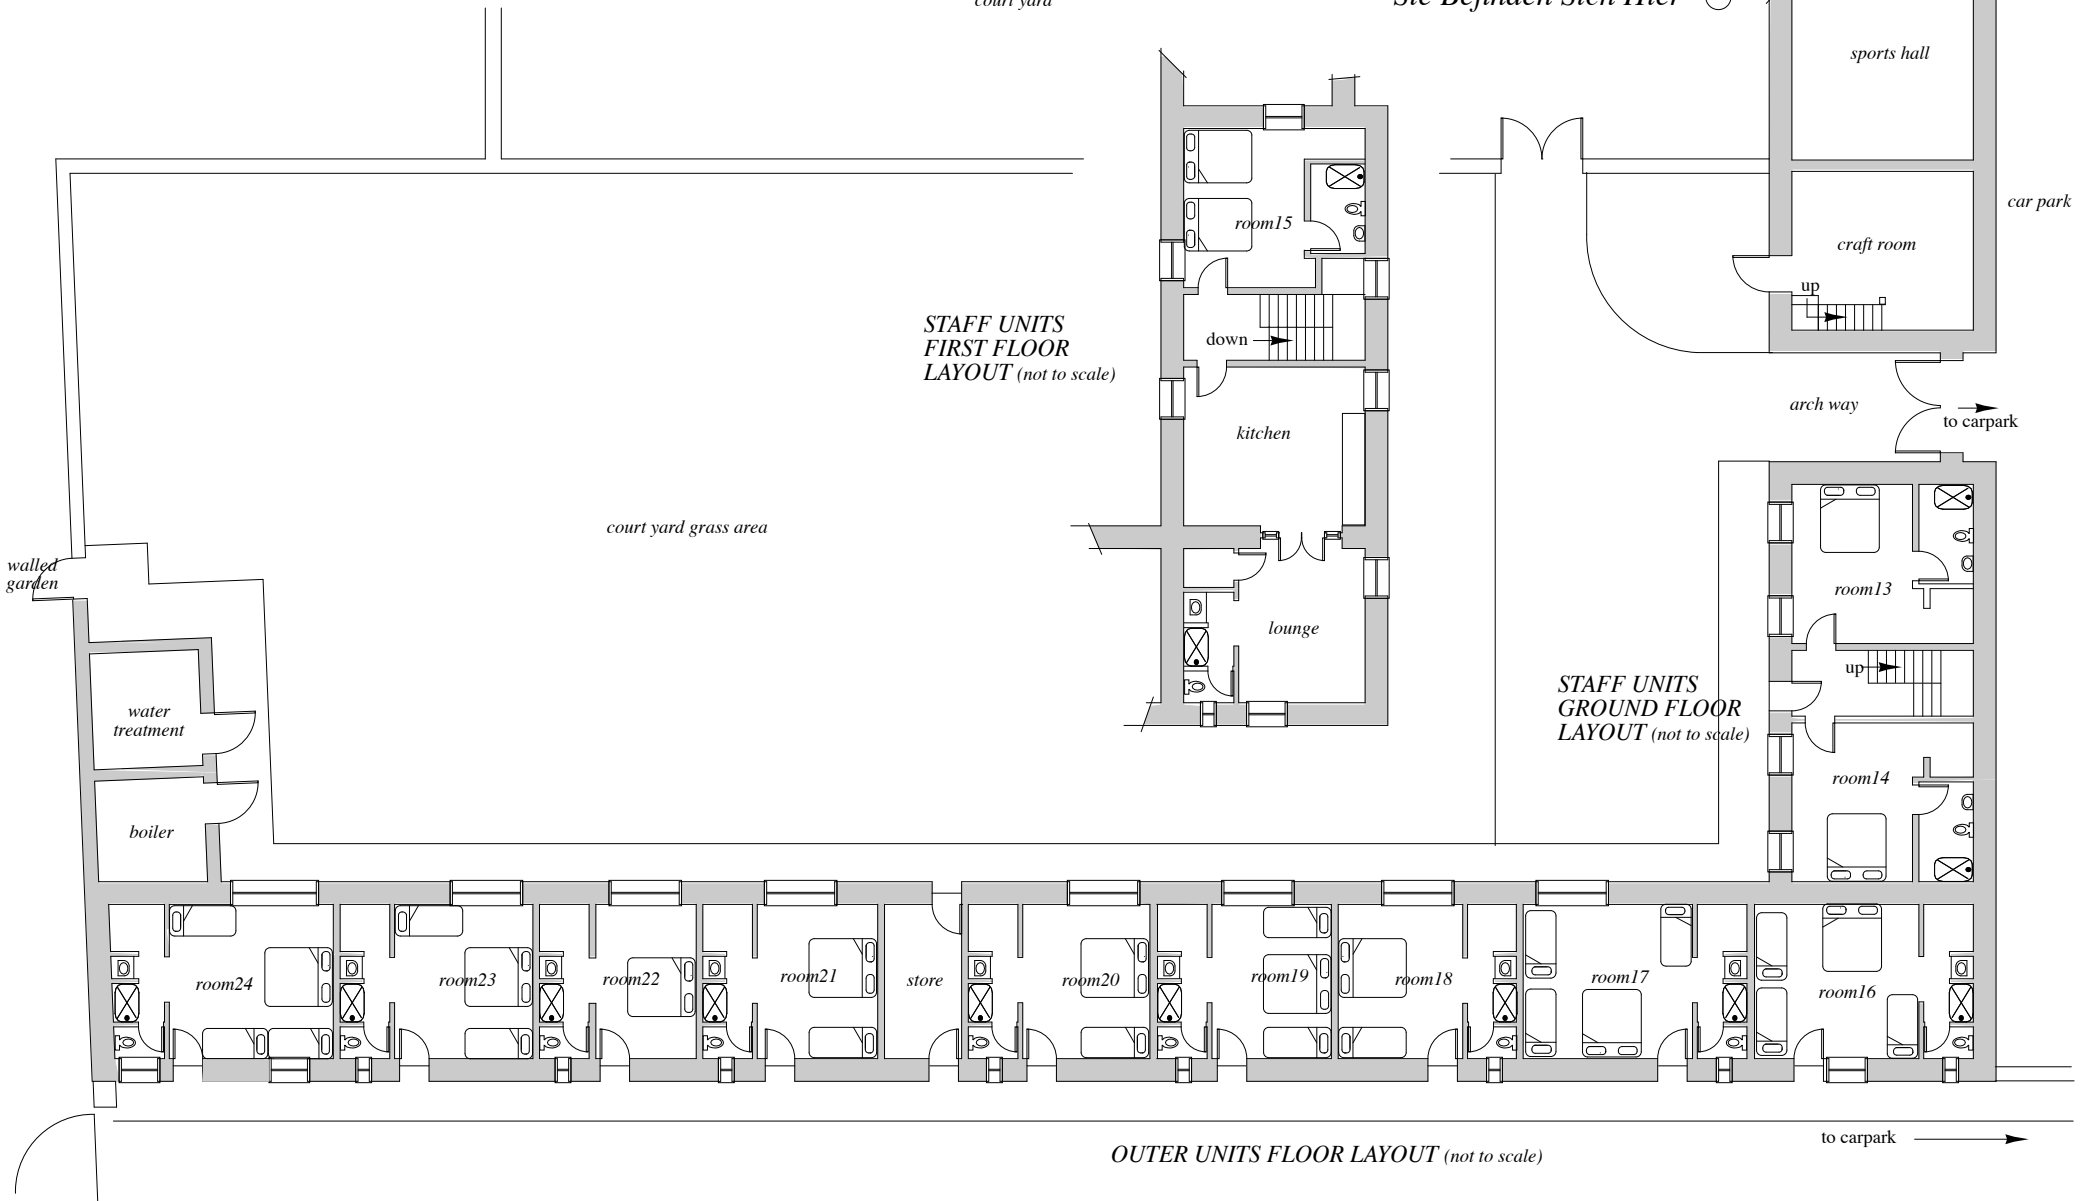 court yard
Sie Befinden Sich Hier
sports hall
car park
room15
craft room
up
STAFF UNITS
FIRST FLOOR
LAYOUT (not to scale)
down
arch way
to carpark
kitchen
court yard grass area
walled
garden
room13
lounge
up
STAFF UNITS
GROUND FLOOR
LAYOUT (not to scale)
water
treatment
room14
boiler
room24
room23
room22
room21
store
room20
room19
room18
room17
room16
to carpark
OUTER UNITS FLOOR LAYOUT (not to scale)